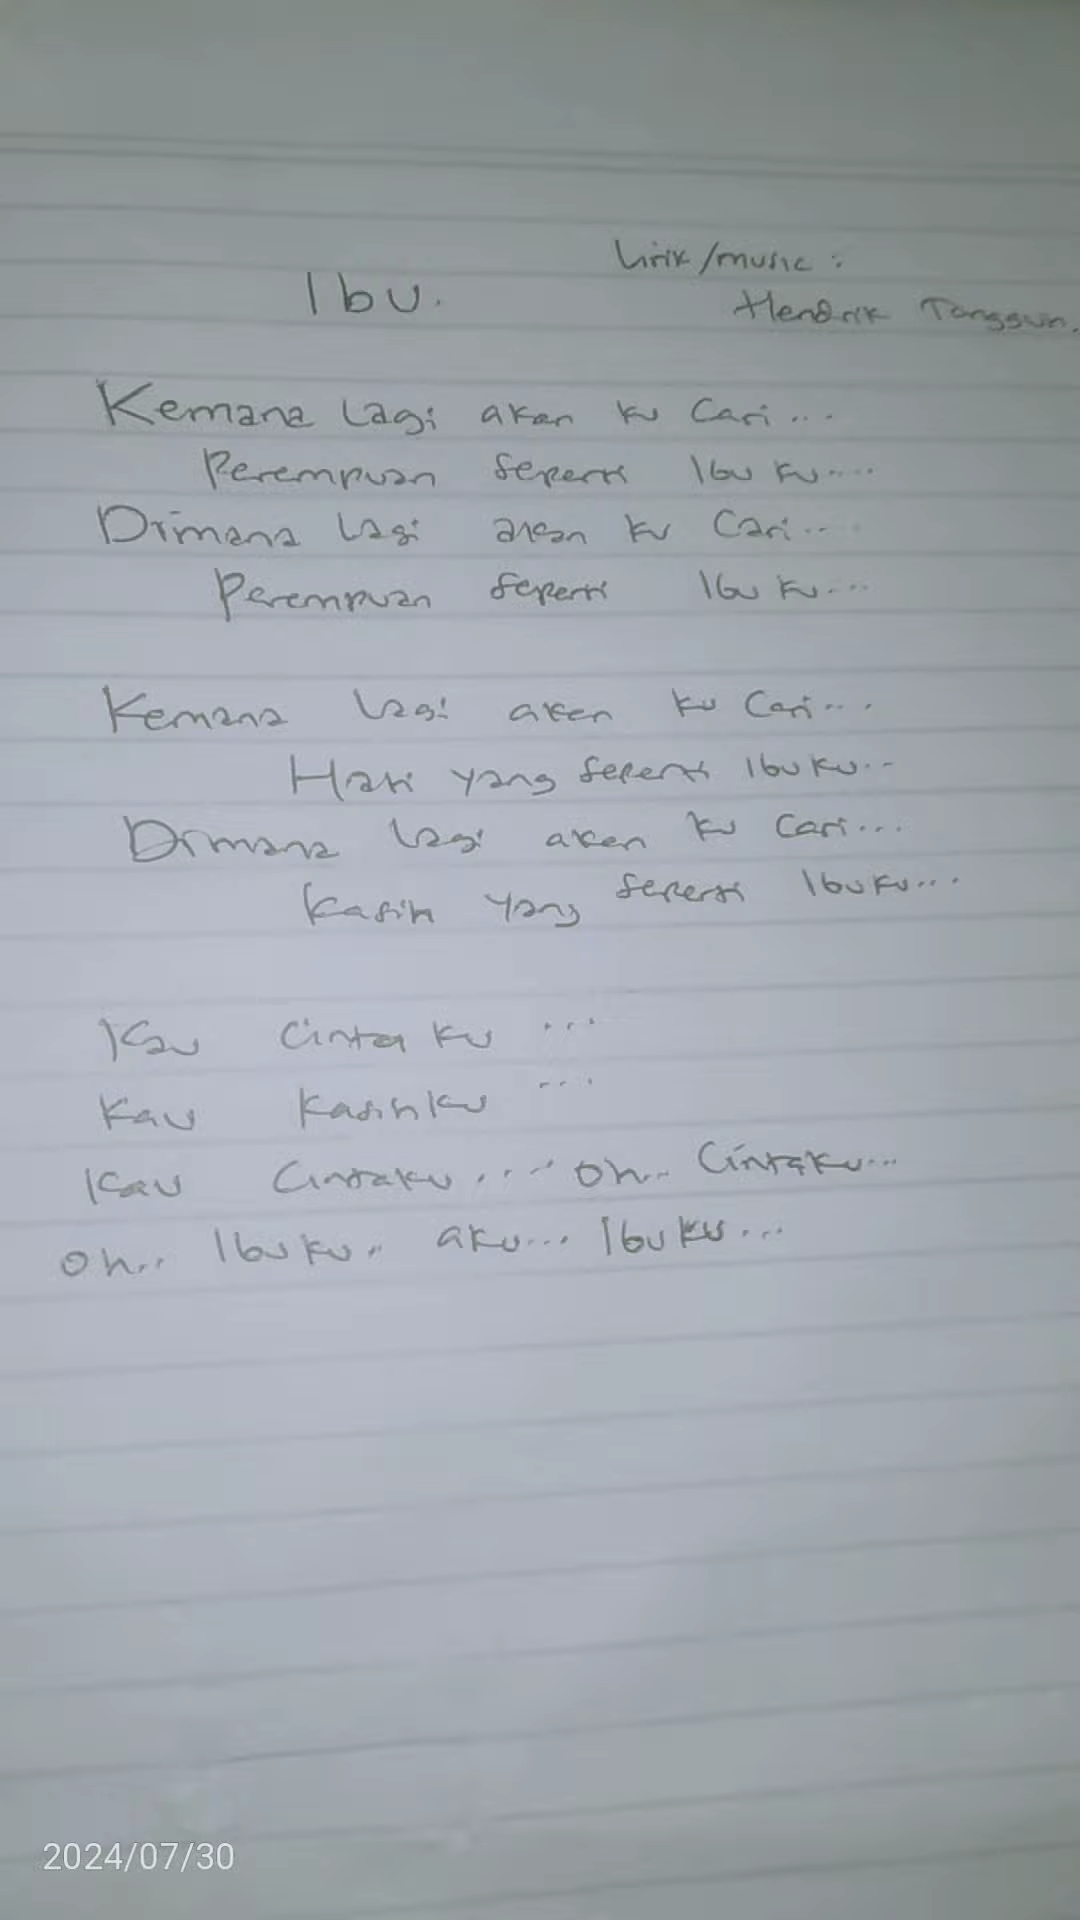 Lirik/music :
Ibu.
Hendrik
Kemana Lagi akan ku Cari...
Perempuan Seperti Ibu ku....
Dimana Lagi akan ku Cari...
Perempuan Seperti Ibu ku...
Kemana Lagi akan ku Cari...
Hati yang Seperti Ibuku...
Dimana Lagi akan ku Cari...
Kasih yang Seperti Ibuku...
Kau Cinta ku ...
Kau Kasihku ...
Kau Cintaku.... Oh.. Cintaku...
Oh.. Ibuku.. aku... Ibuku...
2024/07/30